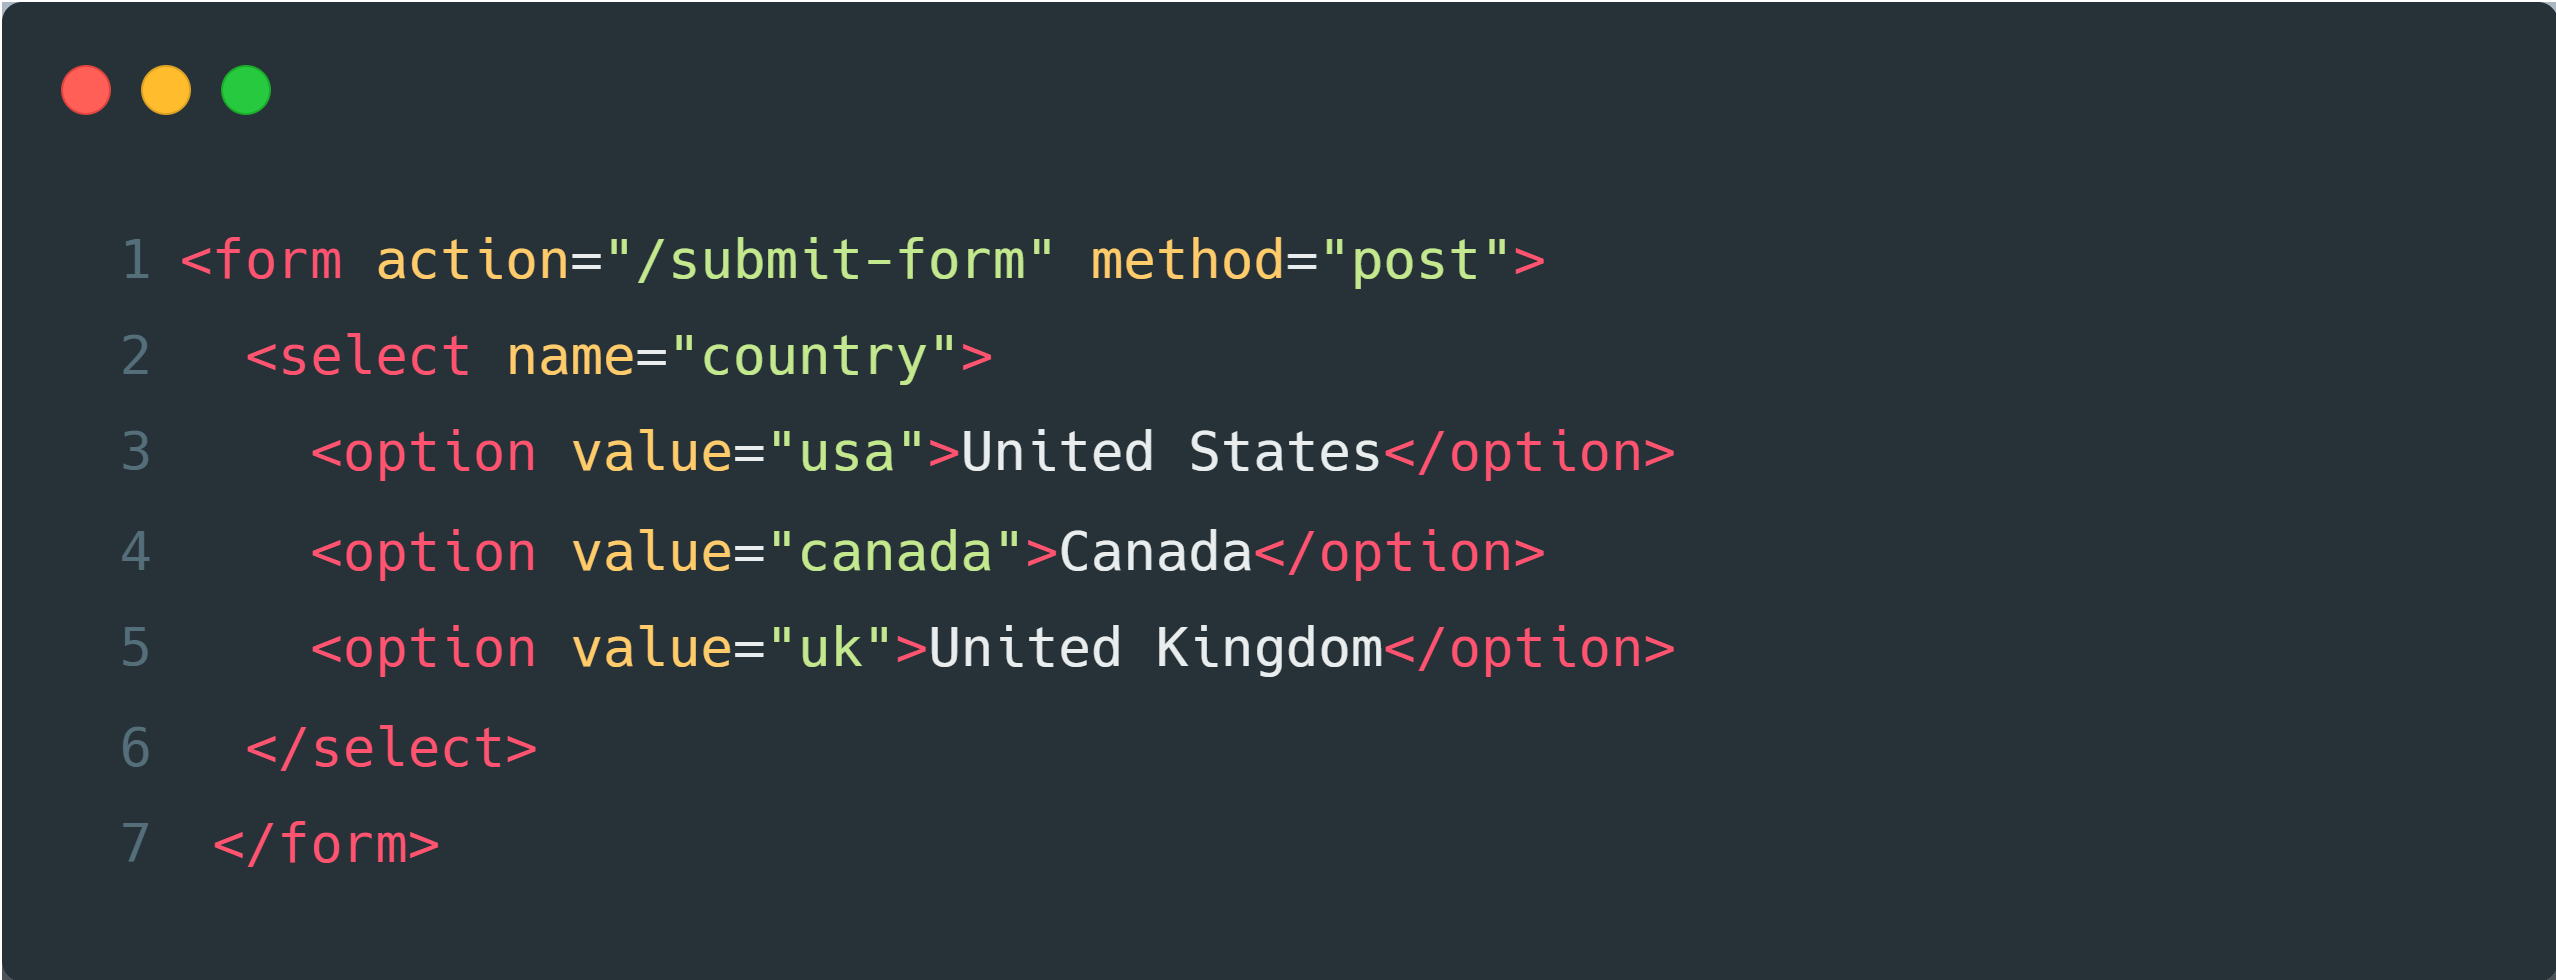 1 <form action="/submit-form" method="post">
2   <select name="country">
3     <option value="usa">United States</option>
4     <option value="canada">Canada</option>
5     <option value="uk">United Kingdom</option>
6   </select>
7  </form>